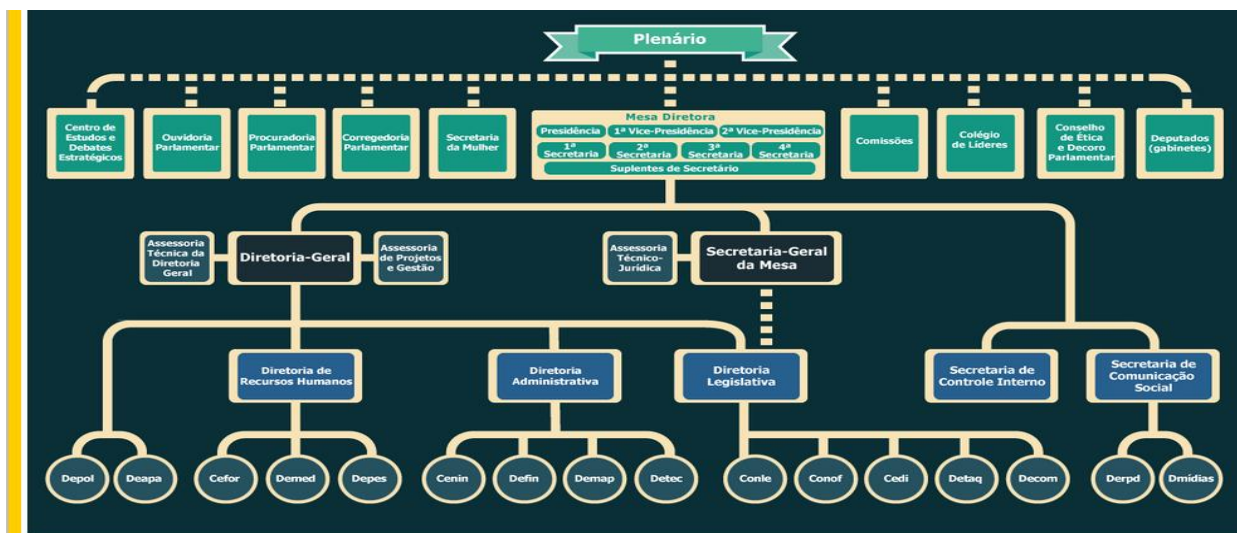 Plenário
Centro de
Estudos e
Debates
Estratégicos
Ouvidoria
Parlamentar
Procuradoria
Parlamentar
Corregedoria
Parlamentar
Secretaria
da Mulher
Mesa Diretora
Presidência
1ª Vice-Presidência
2ª Vice-Presidência
1ª
Secretaria
2ª
Secretaria
3ª
Secretaria
4ª
Secretaria
Suplentes de Secretário
Comissões
Colégio
de Líderes
Conselho
de Ética
e Decoro
Parlamentar
Deputados
(gabinetes)
Assessoria
Técnica da
Diretoria
Geral
Diretoria-Geral
Assessoria
de Projetos
e Gestão
Assessoria
Técnico-
Jurídica
Secretaria-Geral
da Mesa
Diretoria de
Recursos Humanos
Diretoria
Administrativa
Diretoria
Legislativa
Secretaria de
Controle Interno
Secretaria de
Comunicação
Social
Depol
Deapa
Cefor
Demed
Depes
Cenin
Defin
Demap
Detec
Conle
Conof
Cedi
Detaq
Decom
Derpd
Dmídias